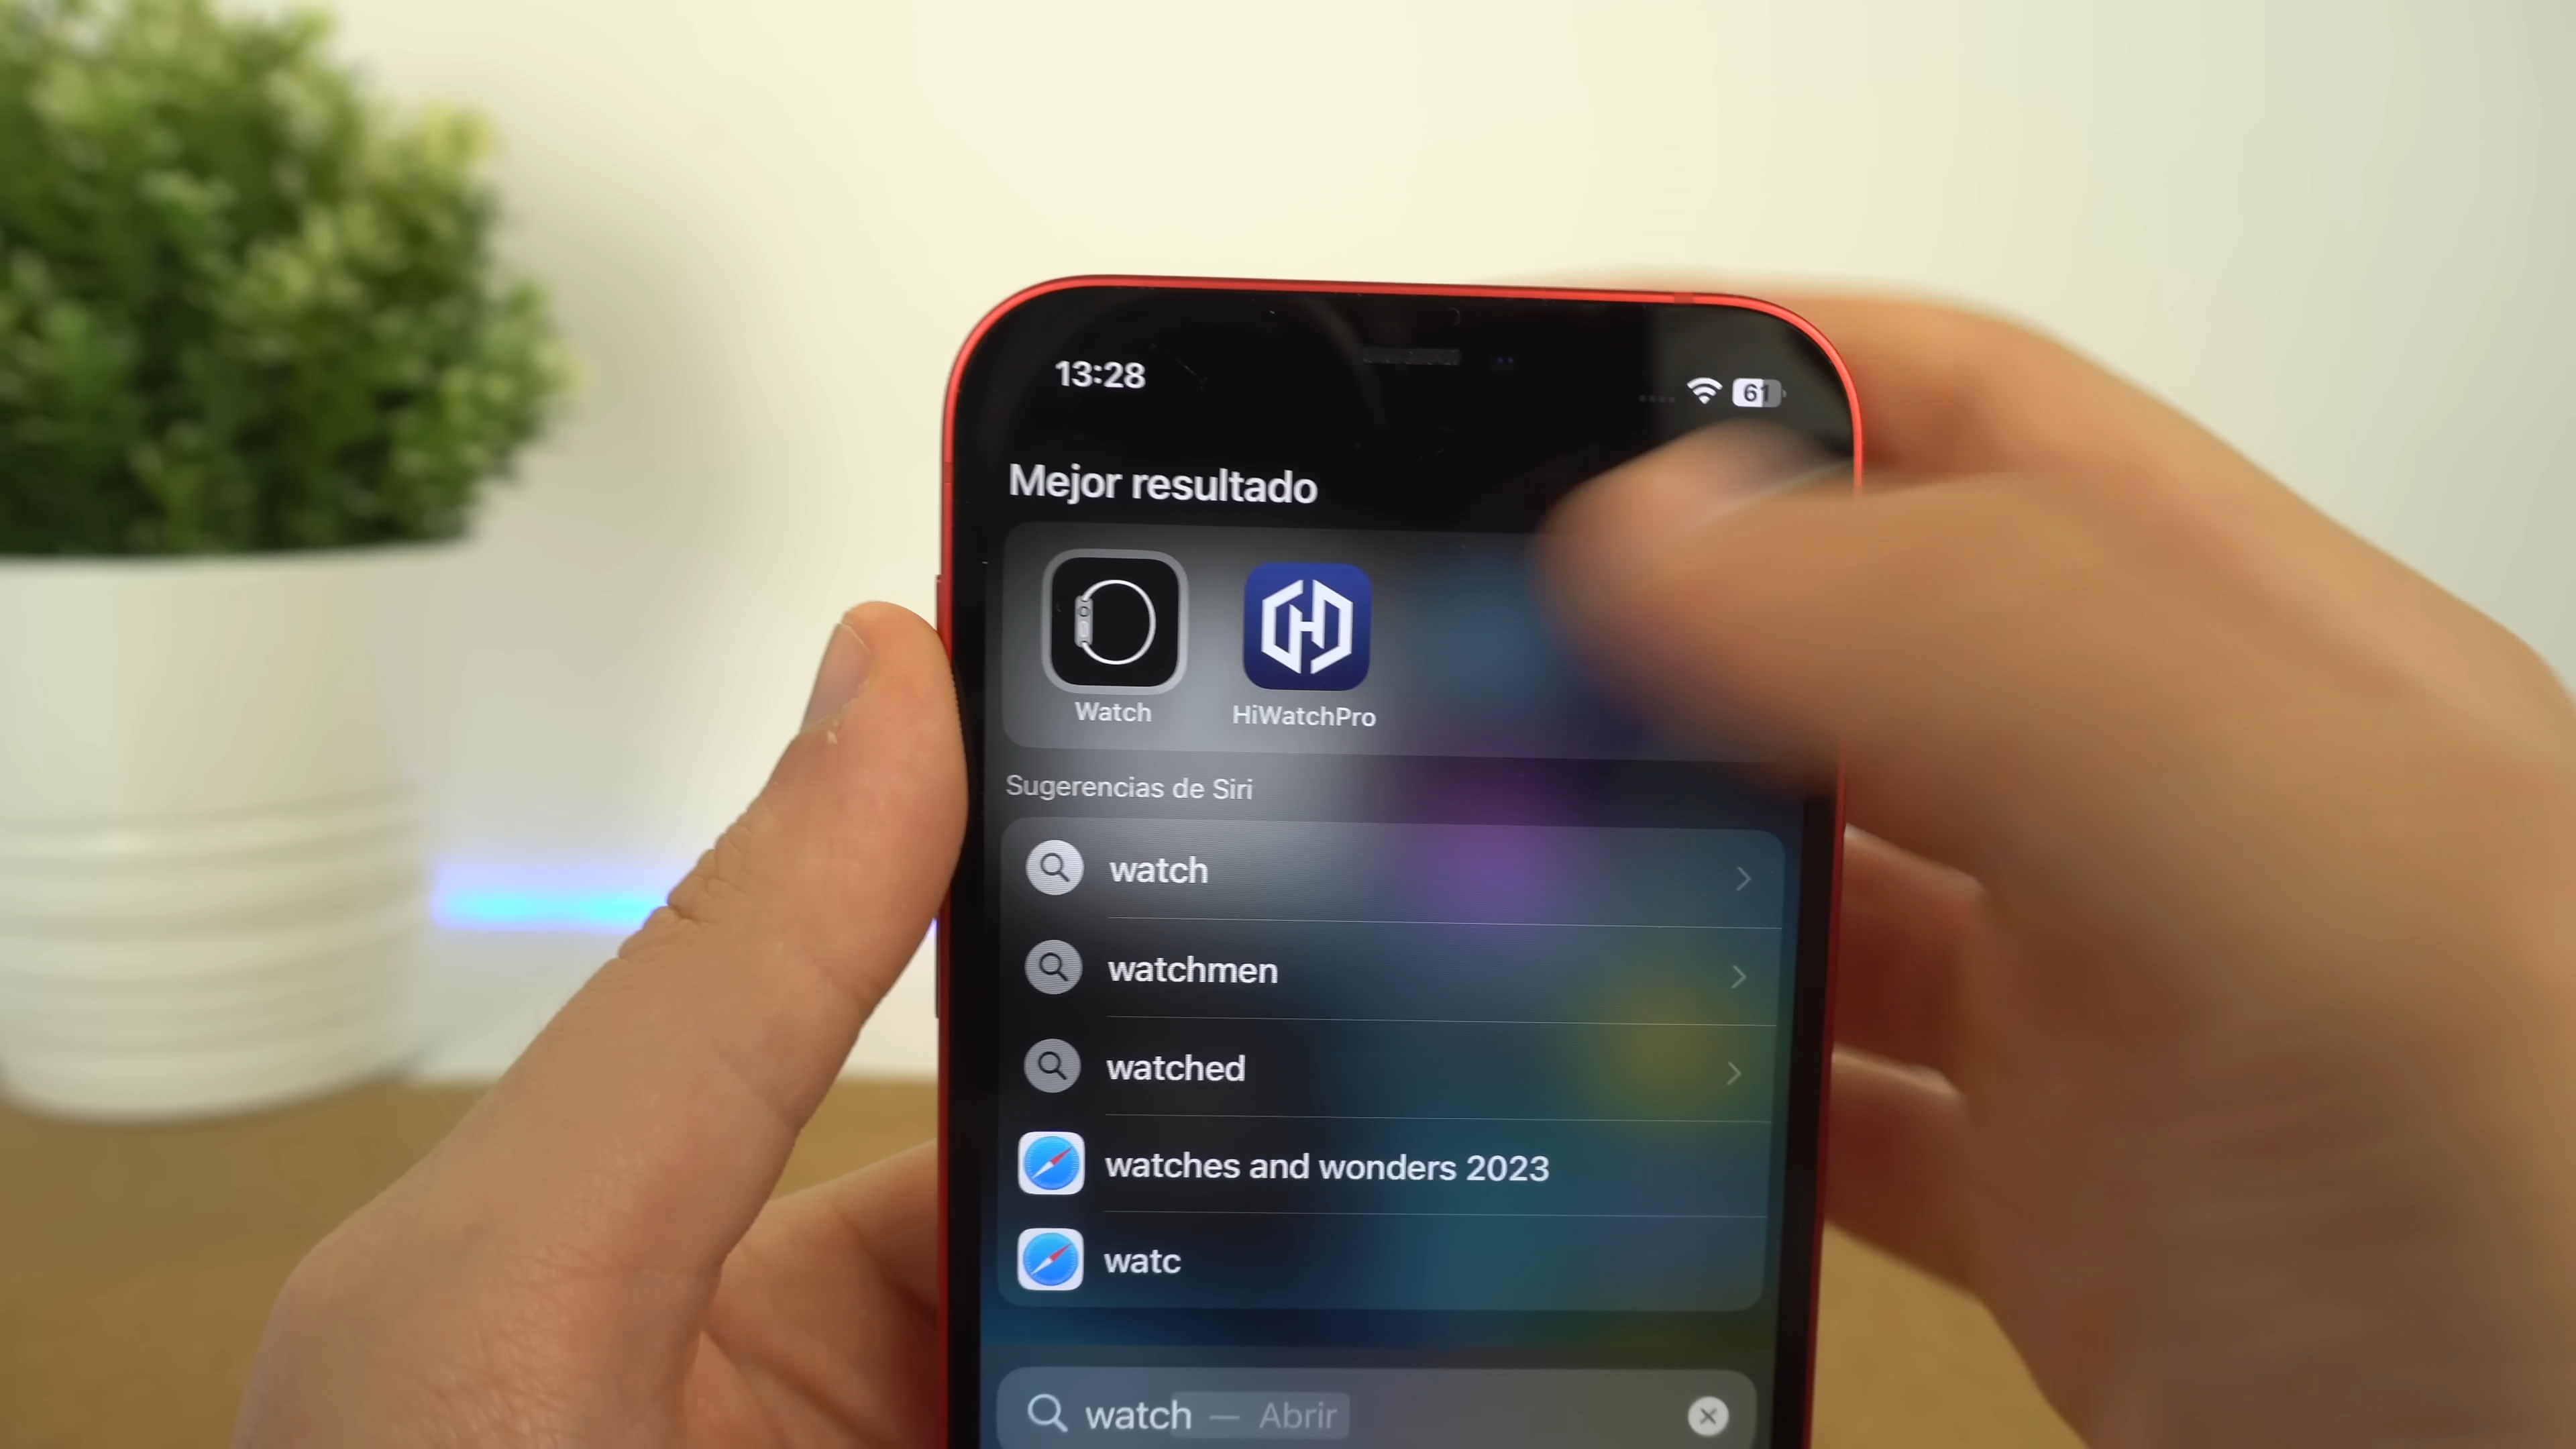 13:28
61
Mejor resultado
Watch
HiWatchPro
Sugerencias de Siri
watch
watchmen
watched
watches and wonders 2023
watc
watch — Abrir